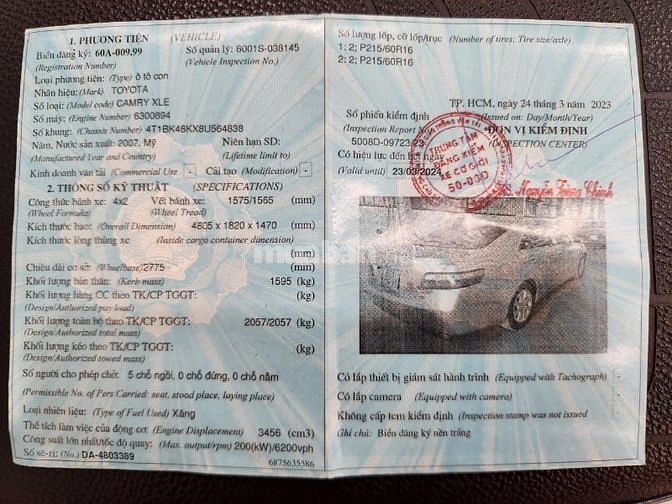 1. PHƯƠNG TIỆN (VEHICLE)
Biển đăng ký: 60A-009.99 Số quản lý: 6001S-038145
(Registration Number) (Vehicle Inspection No.)
Loại phương tiện: (Type) ô tô con
Nhãn hiệu: (Mark) TOYOTA
Số loại: (Model code) CAMRY XLE
Số máy: (Engine Number) 6300894
Số khung: (Chassis Number) 4T1BK46KX8U564838
Năm, Nước sản xuất: 2007, Mỹ Niên hạn SD:
(Manufactured Year and Country) (Lifetime limit to)
Kinh doanh vận tải (Commercial Use) Cải tạo (Modification)
2. THÔNG SỐ KỸ THUẬT (SPECIFICATIONS)
Công thức bánh xe: 4x2 Vết bánh xe: 1575/1565 (mm)
(Wheel Formula) (Wheel Tread)
Kích thước bao: (Overall Dimension) 4805 x 1820 x 1470 (mm)
Kích thước lòng thùng xe (Inside cargo container dimension)
(mm)
Chiều dài cơ sở: (Wheelbase) 2775 (mm)
Khối lượng bản thân: (Kerb mass) 1595 (kg)
Khối lượng hàng CC theo TK/CP TGGT: (kg)
(Design/Authorized pay load)
Khối lượng toàn bộ theo TK/CP TGGT: 2057/2057 (kg)
(Design/Authorized total mass)
Khối lượng kéo theo TK/CP TGGT: (kg)
(Design/Authorized towed mass)
Số người cho phép chở: 5 chỗ ngồi, 0 chỗ đứng, 0 chỗ nằm
(Permissible No. of Pers Carried: seat, stood place, laying place)
Loại nhiên liệu: (Type of Fuel Used) Xăng
Thể tích làm việc của động cơ: (Engine Displacement) 3456 (cm3)
Công suất lớn nhất/tốc độ quay: (Max. output/rpm) 200(kW)/6200vph
Số sê-ri: (No.) DA-4803389
6875635586
Số lượng lốp, cỡ lốp/trục (Number of tires; Tire size/axle)
1: 2; P215/60R16
2: 2; P215/60R16
TP. HCM, ngày 24 tháng 3 năm 2023
Số phiếu kiểm định (Issued on: Day/Month/Year)
(Inspection Report No) ĐƠN VỊ KIỂM ĐỊNH
5008D-09723/23 (INSPECTION CENTER)
Có hiệu lực đến hết ngày
(Valid until) 23/03/2024
TRUNG TÂM
ĐĂNG KIỂM
XE CƠ GIỚI
50-08D
Có lắp thiết bị giám sát hành trình (Equipped with Tachograph)
Có lắp camera (Equipped with camera)
Không cấp tem kiểm định (Inspection stamp was not issued
Ghi chú: Biển đăng ký nền trắng